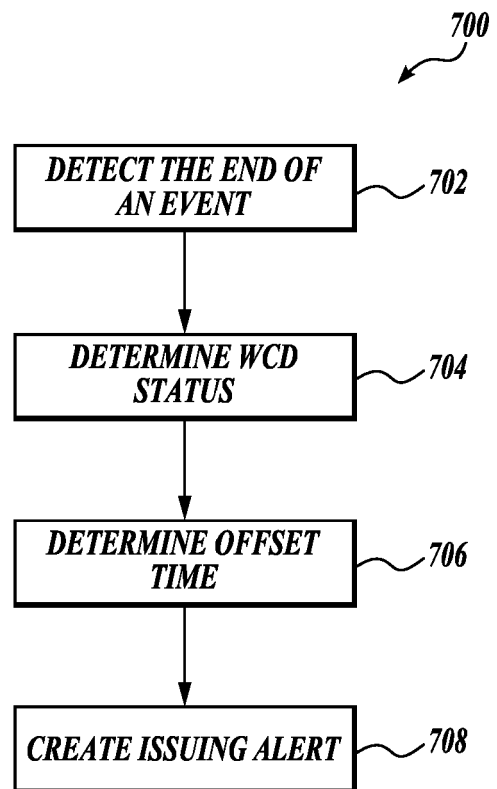 700
DETECT THE END OF
AN EVENT
702
DETERMINE WCD
STATUS
704
DETERMINE OFFSET
TIME
706
CREATE ISSUING ALERT
708